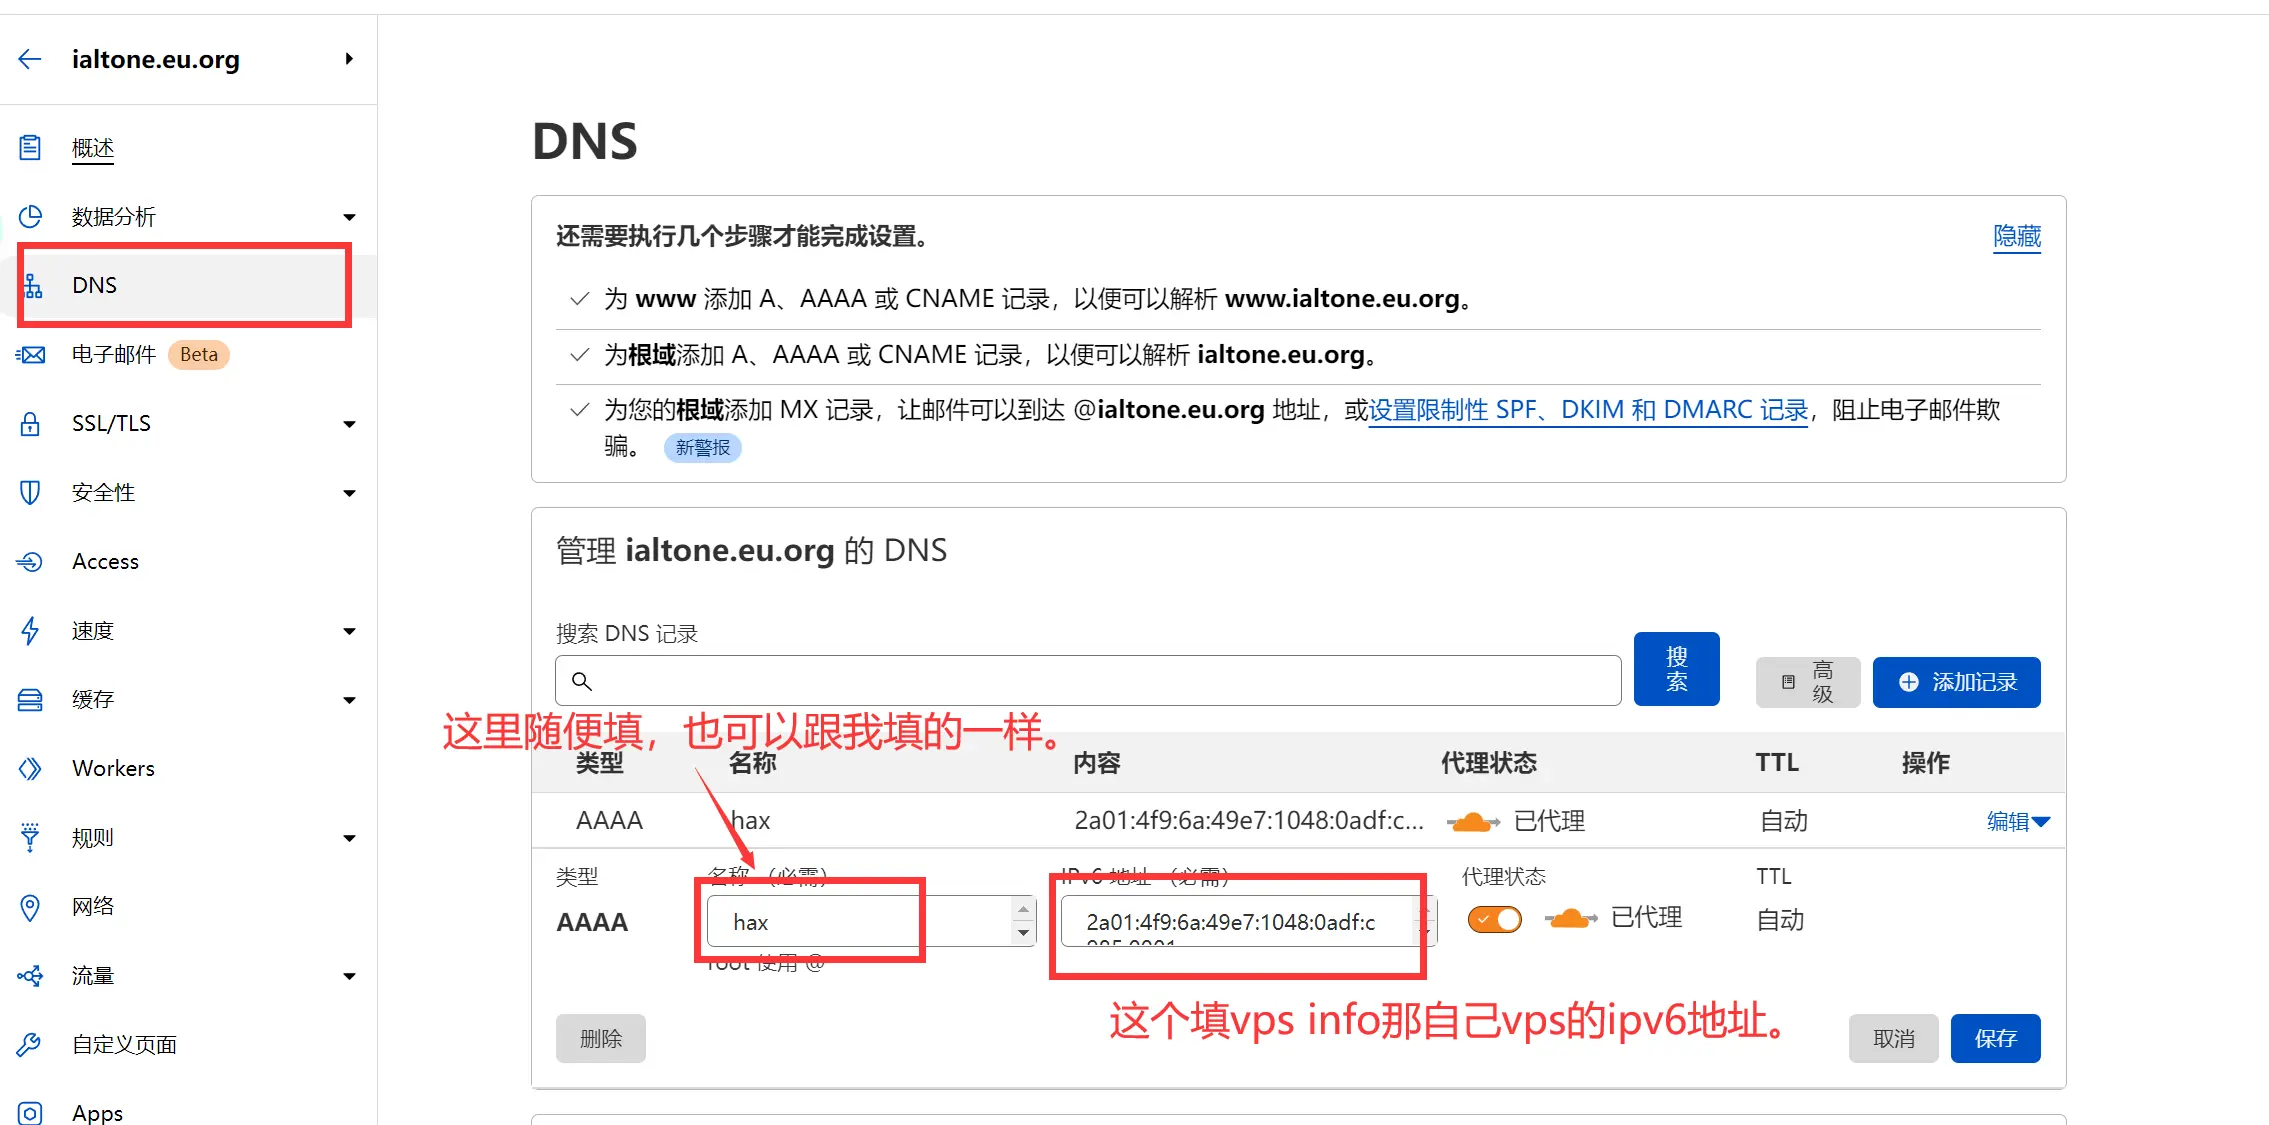 ialtone.eu.org
概述
数据分析
DNS
电子邮件 Beta
SSL/TLS
安全性
Access
速度
缓存
Workers
规则
网络
流量
自定义页面
Apps
DNS
还需要执行几个步骤才能完成设置。
隐藏
为 www 添加 A、AAAA 或 CNAME 记录，以便可以解析 www.ialtone.eu.org。
为根域添加 A、AAAA 或 CNAME 记录，以便可以解析 ialtone.eu.org。
为您的根域添加 MX 记录，让邮件可以到达 @ialtone.eu.org 地址，或设置限制性 SPF、DKIM 和 DMARC 记录，阻止电子邮件欺
骗。 新警报
管理 ialtone.eu.org 的 DNS
搜索 DNS 记录
搜
索
高
级
添加记录
这里随便填，也可以跟我填的一样。
类型 名称 内容 代理状态 TTL 操作
AAAA hax 2a01:4f9:6a:49e7:1048:0adf:c... 已代理 自动 编辑
类型 名称 （必需） IPv6 地址 （必需） 代理状态 TTL
AAAA hax 2a01:4f9:6a:49e7:1048:0adf:c 已代理 自动
root 使用 @
这个填vps info那自己vps的ipv6地址。
删除 取消 保存